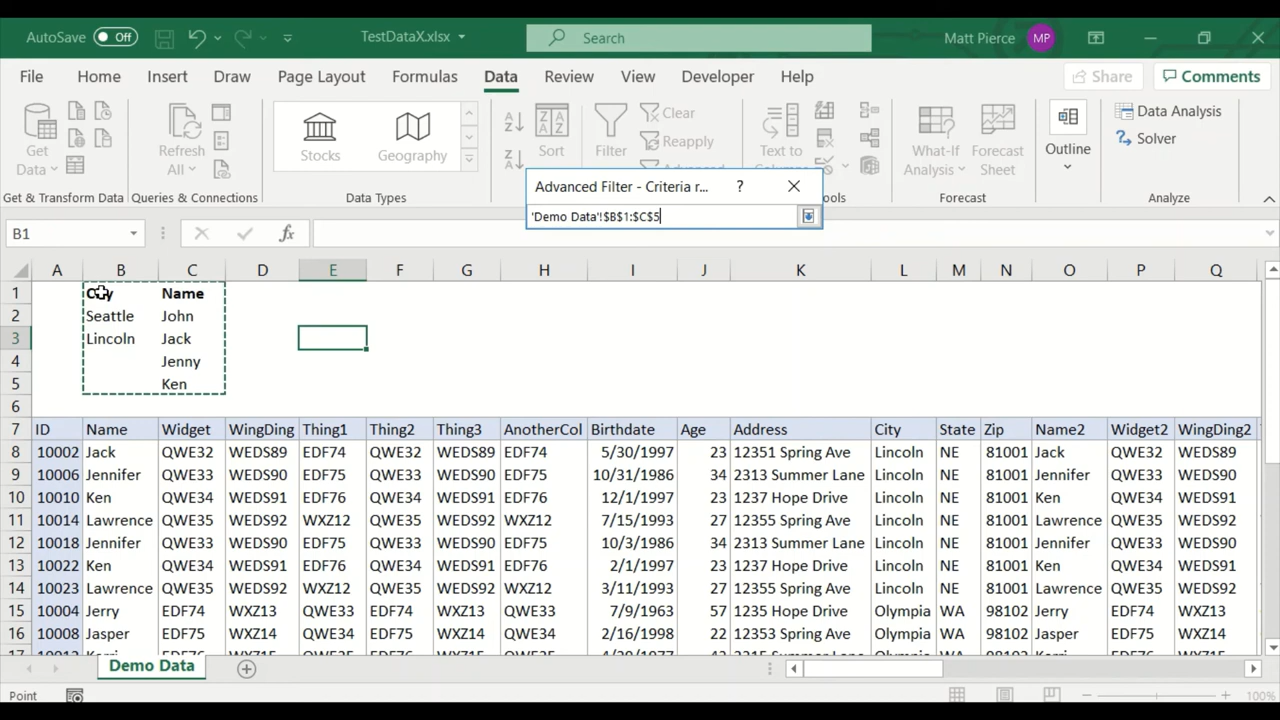 AutoSave Off TestDataX.xlsx Search Matt Pierce MP
File Home Insert Draw Page Layout Formulas Data Review View Developer Help Share Comments
Get Data Refresh All Stocks Geography Sort Filter Clear Reapply Advanced Text to Columns What-If Analysis Forecast Sheet Outline Data Analysis Solver
Get & Transform Data Queries & Connections Data Types Forecast Analysis
Advanced Filter - Criteria r... ?
'Demo Data'!$B$1:$C$5
B1 fx
A B C D E F G H I J K L M N O P Q
1 Name
2 Seattle John
3 Lincoln Jack
4 Jenny
5 Ken
6
7 ID Name Widget WingDing Thing1 Thing2 Thing3 AnotherCol Birthdate Age Address City State Zip Name2 Widget2 WingDing2
8 10002 Jack QWE32 WEDS89 EDF74 QWE32 WEDS89 EDF74 5/30/1997 23 12351 Spring Ave Lincoln NE 81001 Jack QWE32 WEDS89
9 10006 Jennifer QWE33 WEDS90 EDF75 QWE33 WEDS90 EDF75 10/31/1986 34 2313 Summer Lane Lincoln NE 81001 Jennifer QWE33 WEDS90
10 10010 Ken QWE34 WEDS91 EDF76 QWE34 WEDS91 EDF76 12/1/1997 23 1237 Hope Drive Lincoln NE 81001 Ken QWE34 WEDS91
11 10014 Lawrence QWE35 WEDS92 WXZ12 QWE35 WEDS92 WXZ12 7/15/1993 27 12355 Spring Ave Lincoln NE 81001 Lawrence QWE35 WEDS92
12 10018 Jennifer QWE33 WEDS90 EDF75 QWE33 WEDS90 EDF75 10/3/1986 34 2313 Summer Lane Lincoln NE 81001 Jennifer QWE33 WEDS90
13 10022 Ken QWE34 WEDS91 EDF76 QWE34 WEDS91 EDF76 2/1/1997 23 1237 Hope Drive Lincoln NE 81001 Ken QWE34 WEDS91
14 10023 Lawrence QWE35 WEDS92 WXZ12 QWE35 WEDS92 WXZ12 3/11/1993 27 12355 Spring Ave Lincoln NE 81001 Lawrence QWE35 WEDS92
15 10004 Jerry EDF74 WXZ13 QWE33 EDF74 WXZ13 QWE33 7/9/1963 57 1235 Hope Drive Olympia WA 98102 Jerry EDF74 WXZ13
16 10008 Jasper EDF75 WXZ14 QWE34 EDF75 WXZ14 QWE34 2/16/1998 22 12353 Spring Ave Olympia WA 98102 Jasper EDF75 WXZ14
Demo Data
Point 100%